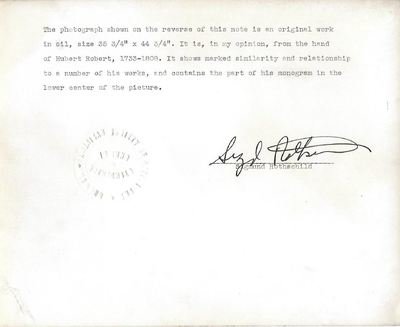 The photograph shown on the reverse of this note is an original work
in oil, size 35 3/4" x 44 3/4". It is, in my opinion, from the hand
of Hubert Robert, 1733-1808. It shows marked similarity and relationship
to a number of his works, and contains the part of his monogram in the
lower center of the picture.
Sigmund Rothschild